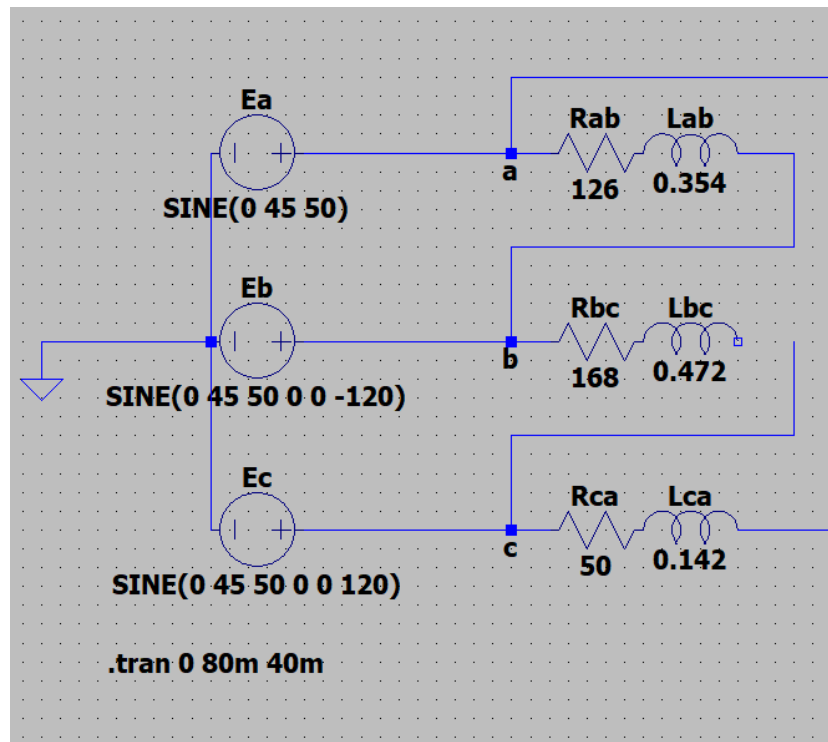 Ea
SINE(0 45 50)
Rab Lab
a
126 0.354
Eb
SINE(0 45 50 0 0 -120)
Rbc Lbc
b
168 0.472
Ec
SINE(0 45 50 0 0 120)
Rca Lca
c
50 0.142
.tran 0 80m 40m